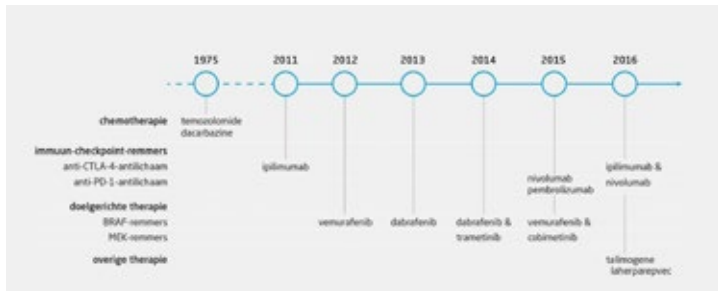 1975 2011 2012 2013 2014 2015 2016
chemotherapie temozolomide
dacarbazine
immuun-checkpoint-remmers
anti-CTLA-4-antilichaam ipilimumab ipilimumab &
anti-PD-1-antilichaam nivolumab nivolumab
pembrolizumab
doelgerichte therapie
BRAF-remmers vemurafenib dabrafenib dabrafenib & vemurafenib &
MEK-remmers trametinib cobimetinib
overige therapie talimogene
laherparepvec